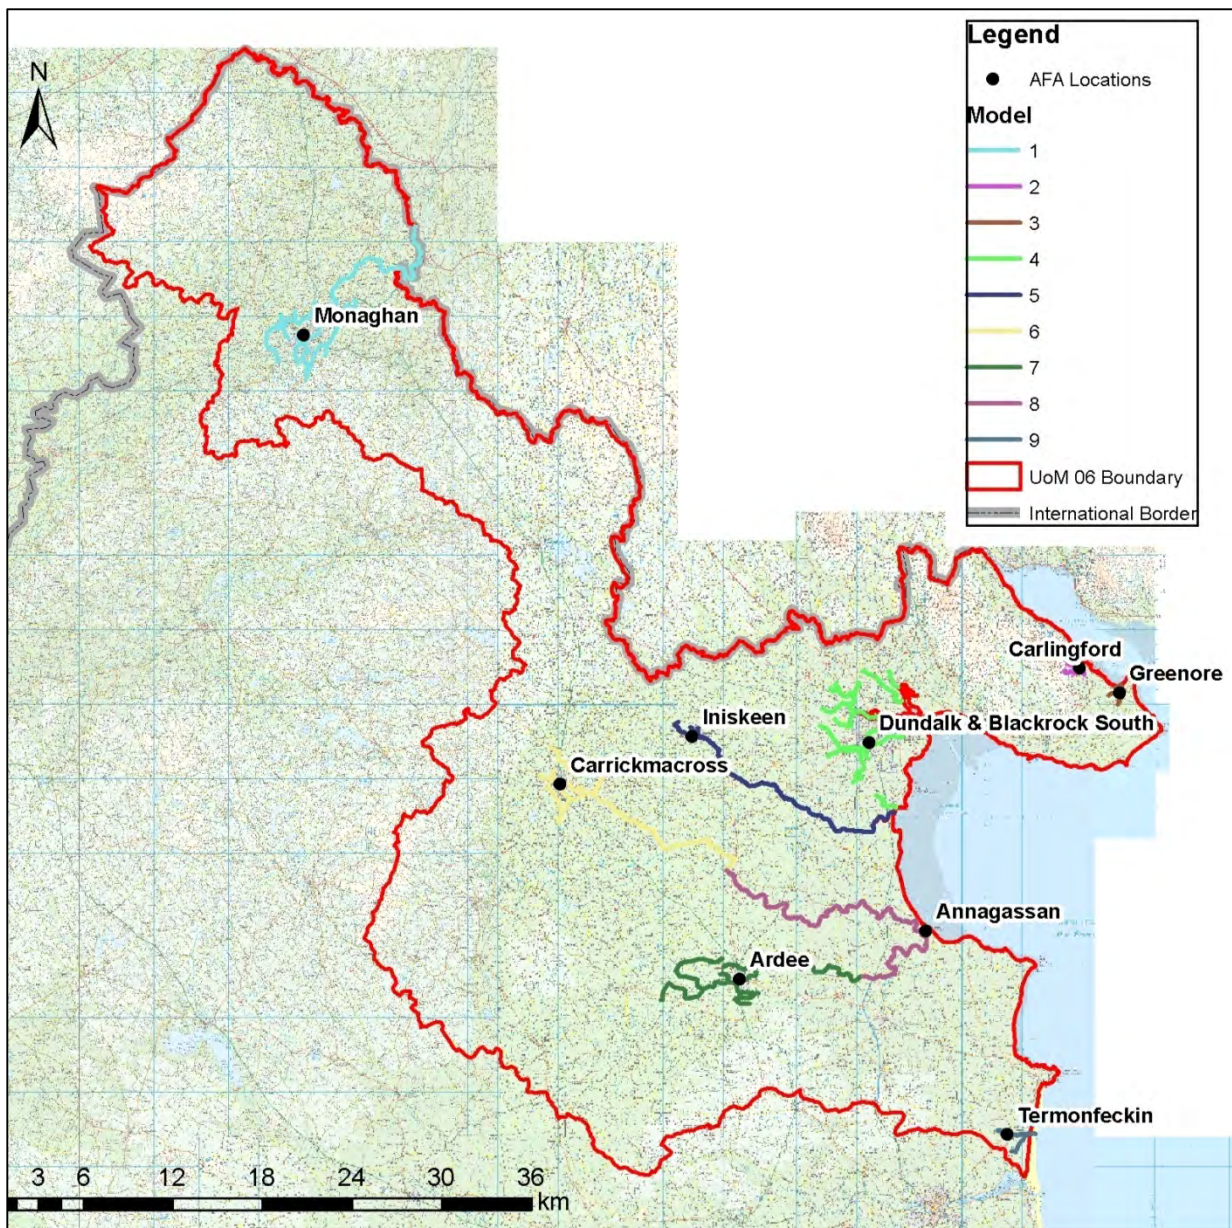 Legend
N
AFA Locations
Model
1
2
3
4
5
6
7
8
9
UoM 06 Boundary
International Border
Monaghan
Carlingford
Greenore
Iniskeen
Dundalk & Blackrock South
Carrickmacross
Annagassan
Ardee
Termonfeckin
3 6 12 18 24 30 36
km